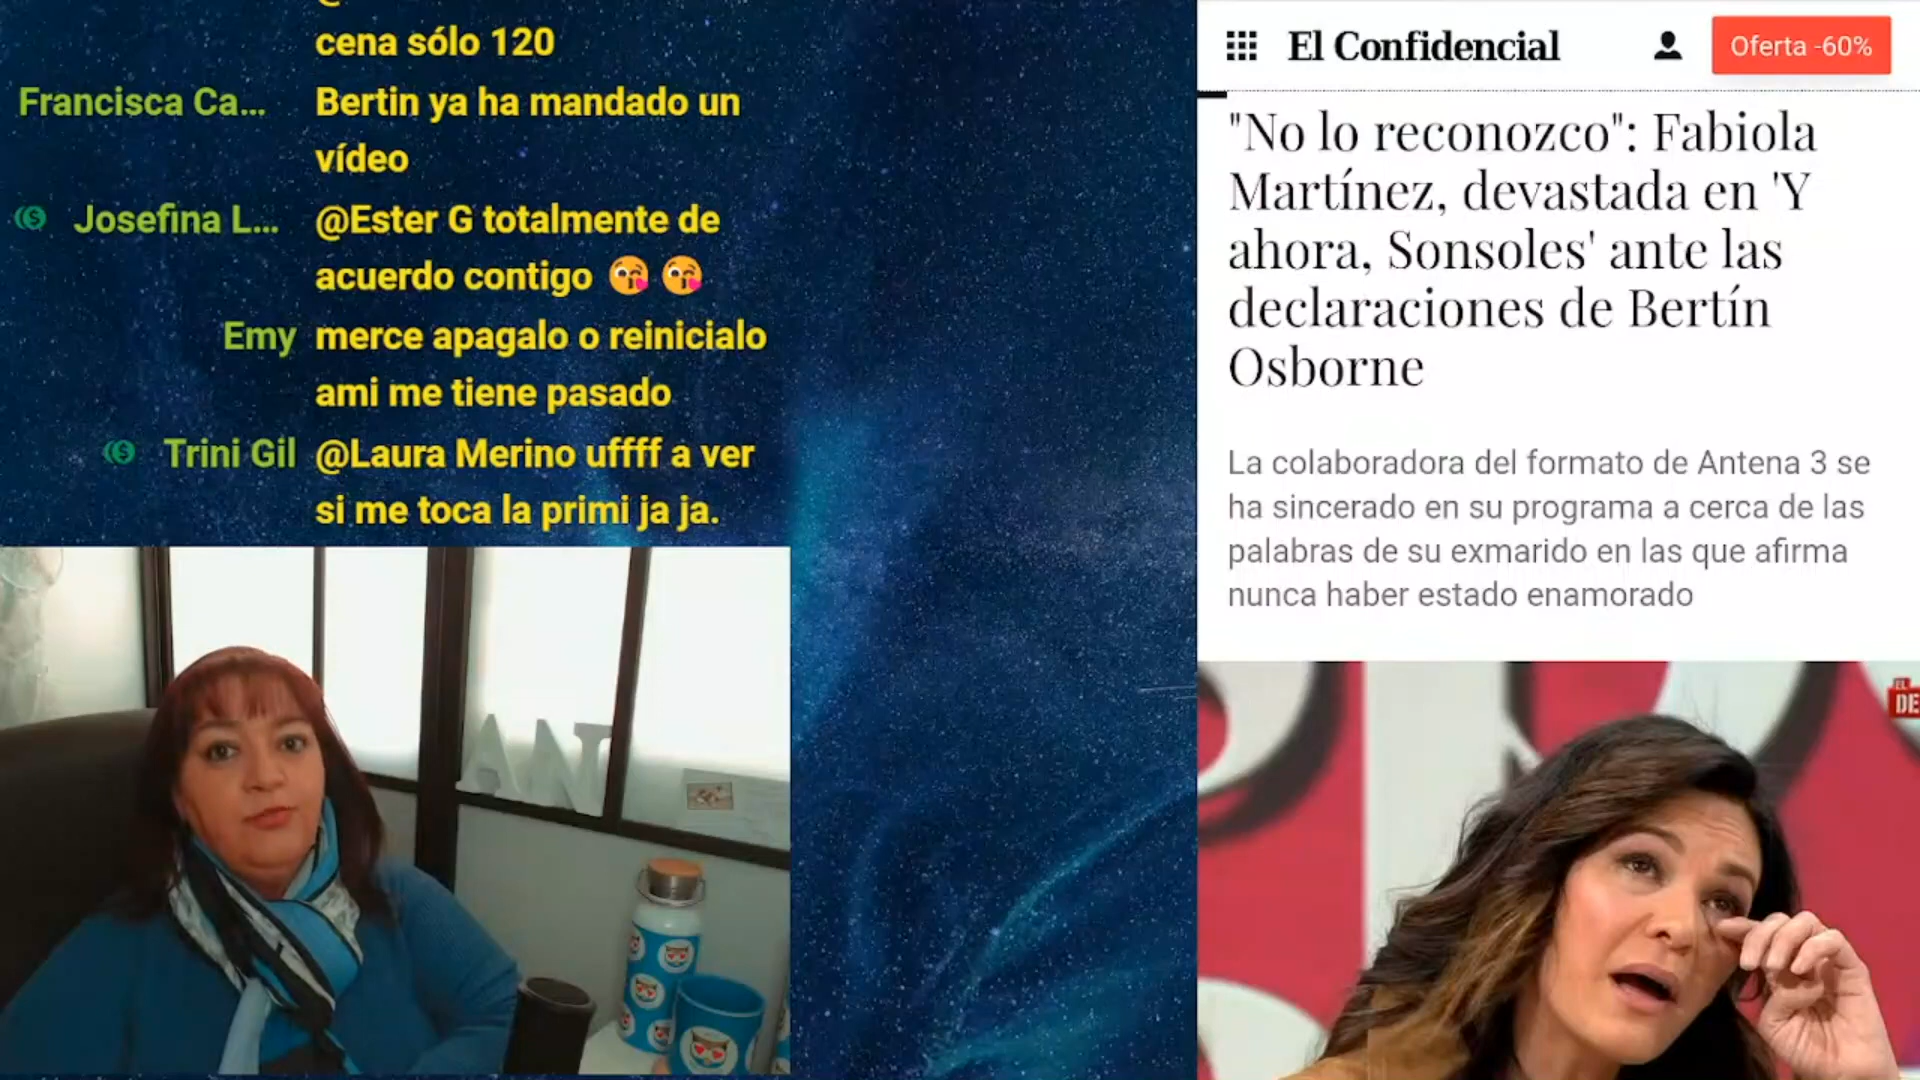 cena sólo 120
Francisca Ca... Bertin ya ha mandado un
vídeo
Josefina L... @Ester G totalmente de
acuerdo contigo 😘 😘
Emy merce apagalo o reinicialo
ami me tiene pasado
Trini Gil @Laura Merino uffff a ver
si me toca la primi ja ja.
AN
El Confidencial
Oferta -60%
"No lo reconozco": Fabiola
Martínez, devastada en 'Y
ahora, Sonsoles' ante las
declaraciones de Bertín
Osborne
La colaboradora del formato de Antena 3 se
ha sincerado en su programa a cerca de las
palabras de su exmarido en las que afirma
nunca haber estado enamorado
EL
DE